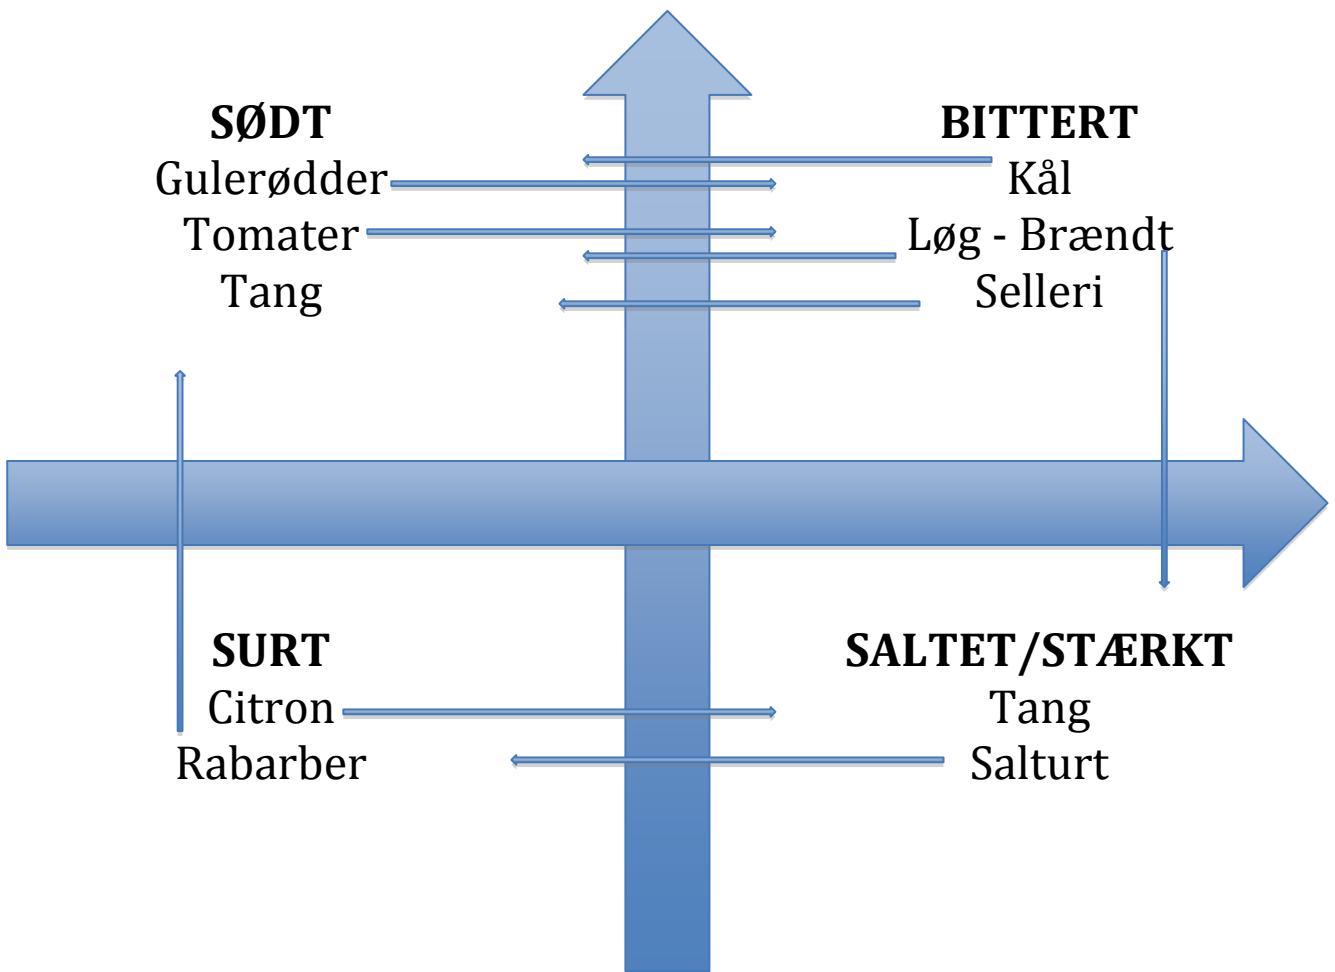 SØDT
Gulerødder
Tomater
Tang
BITTERT
Kål
Løg - Brændt
Selleri
SURT
Citron
Rabarber
SALTET/STÆRKT
Tang
Salturt